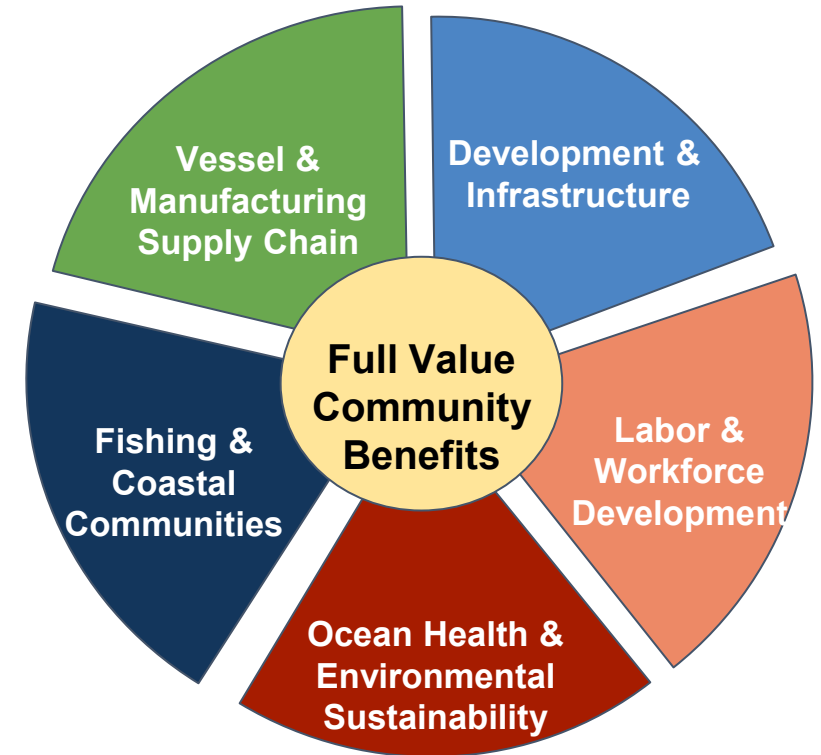 Vessel &
Manufacturing
Supply Chain
Development &
Infrastructure
Full Value
Community
Benefits
Fishing &
Coastal
Communities
Labor &
Workforce
Development
Ocean Health &
Environmental
Sustainability